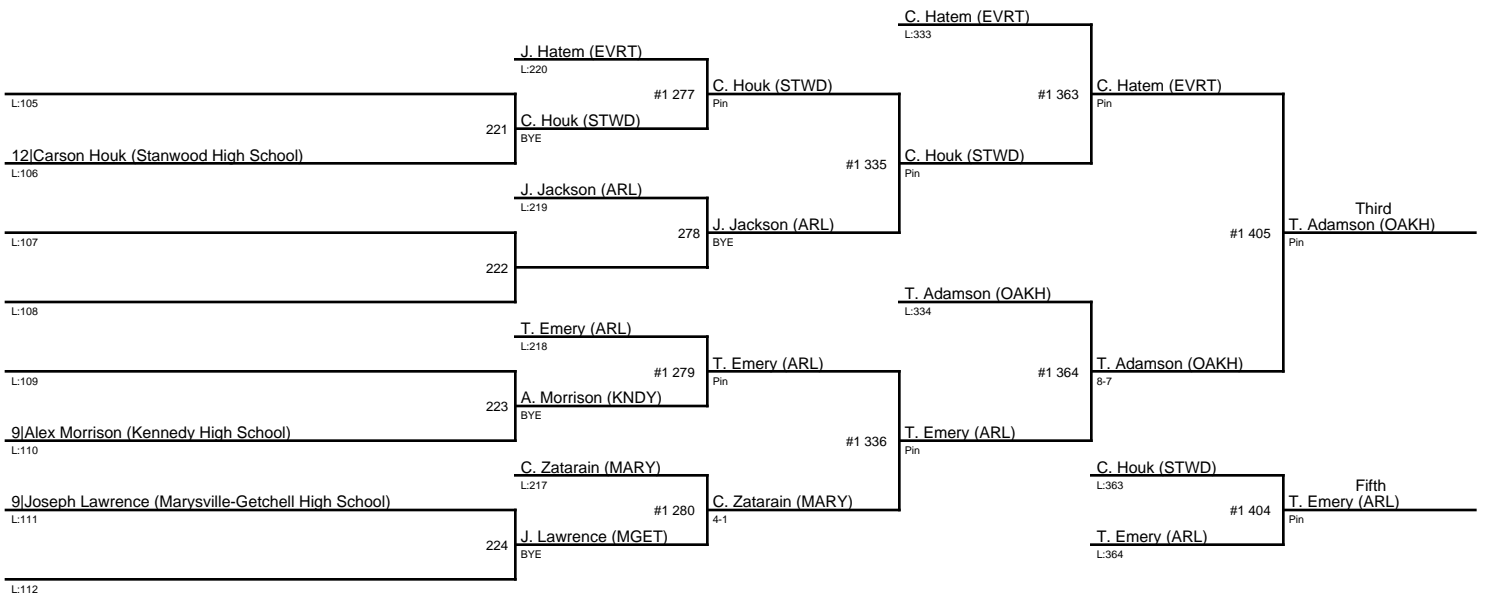 C. Hatem (EVRT)
L:333
J. Hatem (EVRT)
L:220
#1 277
C. Houk (STWD)
Pin
#1 363
C. Hatem (EVRT)
Pin
L:105
221
C. Houk (STWD)
BYE
12|Carson Houk (Stanwood High School)
L:106
#1 335
C. Houk (STWD)
Pin
J. Jackson (ARL)
L:219
278
J. Jackson (ARL)
BYE
L:107
222
L:108
#1 405
Third
T. Adamson (OAKH)
Pin
T. Adamson (OAKH)
L:334
T. Emery (ARL)
L:218
#1 279
T. Emery (ARL)
Pin
#1 364
T. Adamson (OAKH)
8-7
L:109
223
A. Morrison (KNDY)
BYE
9|Alex Morrison (Kennedy High School)
L:110
#1 336
T. Emery (ARL)
Pin
C. Zatarain (MARY)
L:217
C. Houk (STWD)
L:363
9|Joseph Lawrence (Marysville-Getchell High School)
L:111
#1 280
C. Zatarain (MARY)
4-1
#1 404
Fifth
T. Emery (ARL)
Pin
224
J. Lawrence (MGET)
BYE
T. Emery (ARL)
L:364
L:112